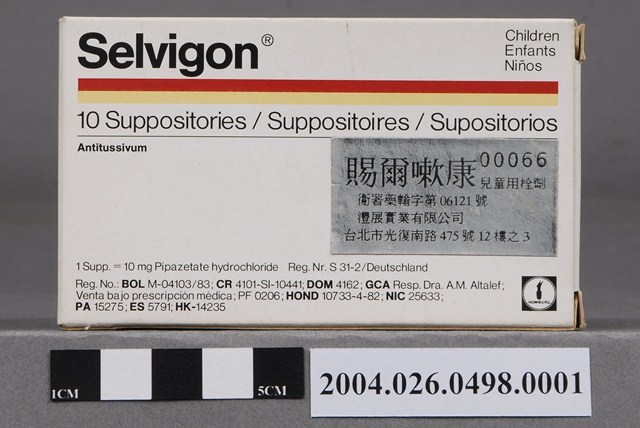 Selvigon®
Children
Enfants
Niños
10 Suppositories / Suppositoires / Supositorios
Antitussivum
賜爾嗽康 00066 兒童用栓劑
衛署藥輸字第 06121 號
灃展實業有限公司
台北市光復南路 475 號 12 樓之 3
1 Supp. = 10 mg Pipazetate hydrochloride Reg. Nr. S 31-2/Deutschland
Reg. No.: BOL M-04103/83; CR 4101-SI-10441; DOM 4162; GCA Resp. Dra. A.M. Altalef;
Venta bajo prescripción médica; PF 0206; HOND 10733-4-82; NIC 25633;
PA 15275; ES 5791; HK-14235
HOMBURG
1CM 5CM
2004.026.0498.0001